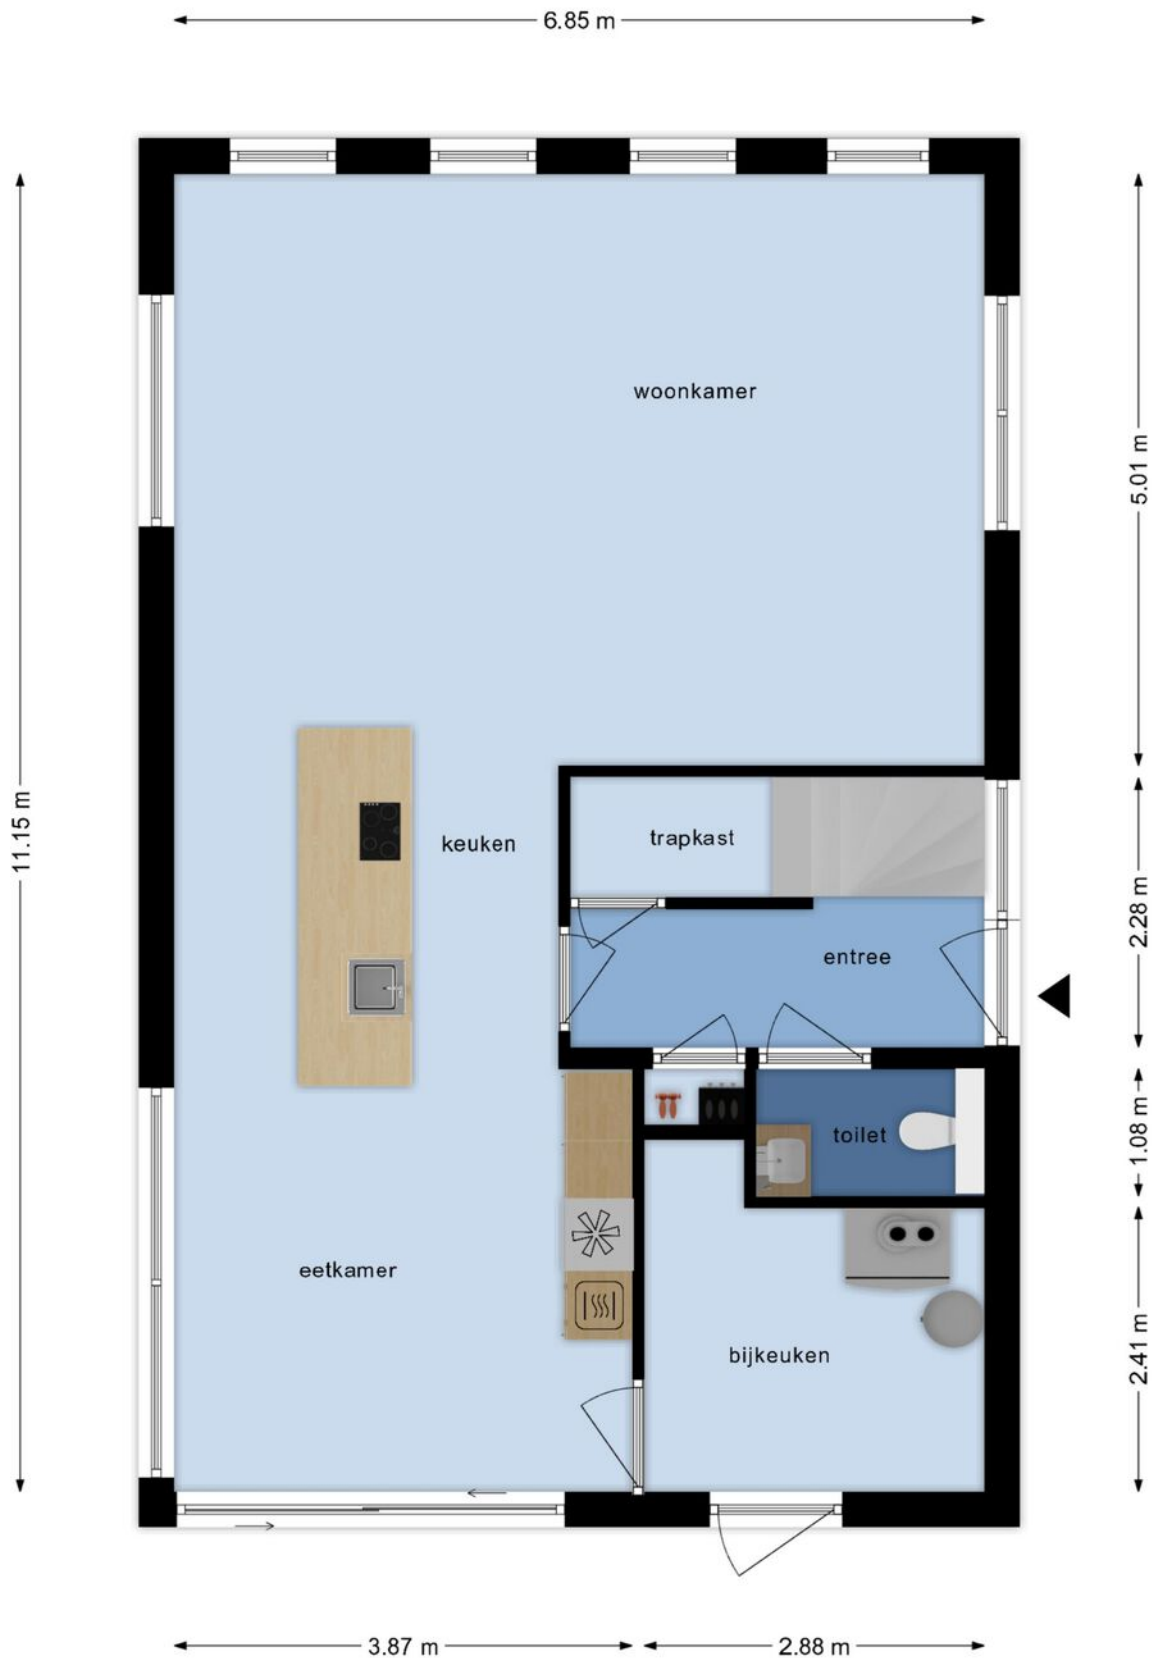 6.85 m
woonkamer
5.01 m
11.15 m
keuken
trapkast
2.28 m
entree
toilet
1.08 m
eetkamer
bijkeuken
2.41 m
3.87 m
2.88 m